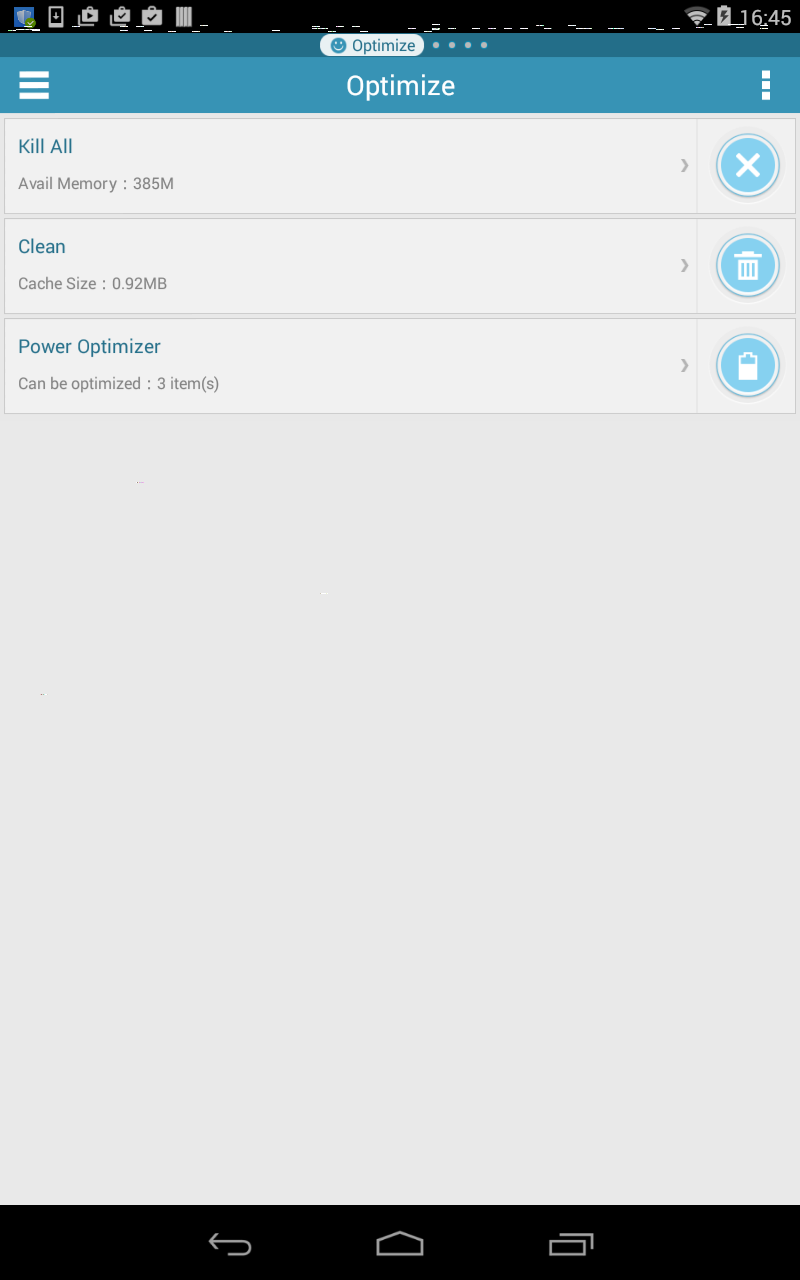 16:45
Optimize
Optimize
Kill All
Avail Memory : 385M
Clean
Cache Size : 0.92MB
Power Optimizer
Can be optimized : 3 item(s)